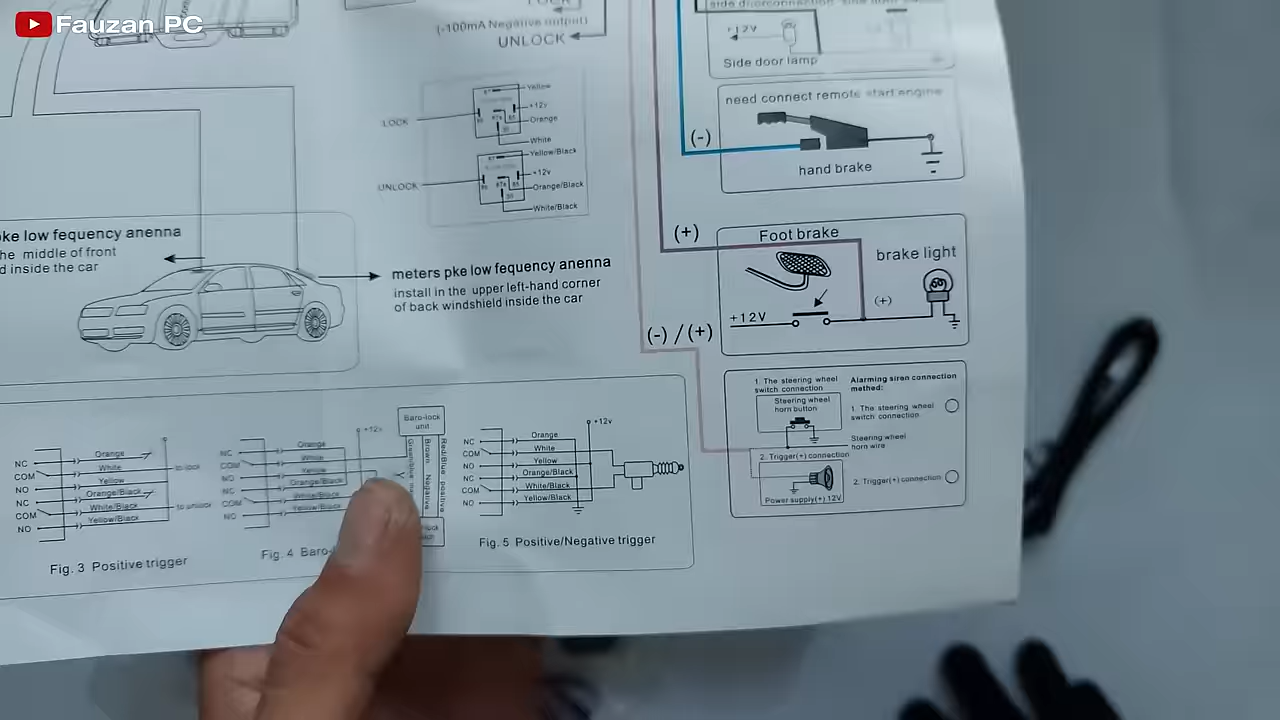 Fauzan PC
LOCK
(-100mA Negative output)
UNLOCK
LOCK
Yellow
+12v
Orange
White
UNLOCK
Yellow/Black
+12v
Orange/Black
White/Black
+12V
Side door lamp
need connect remote start engine
(-)
hand brake
(+)
Foot brake
brake light
(+)
+12V
(-) / (+)
ke low fequency anenna
he middle of front
d inside the car
meters pke low fequency anenna
install in the upper left-hand corner
of back windshield inside the car
1. The steering wheel
switch connection
Steering wheel
horn button
2. Trigger(+) connection
Power supply(+) 12V
Alarming siren connection
methed:
1. The steering wheel
switch connection
Steering wheel
horn wire
2. Trigger(+) connection
NC
COM
NO
NC
COM
NO
Orange
White
Yellow
Orange/Black
White/Black
Yellow/Black
to lock
to unlock
Fig. 3 Positive trigger
NC
COM
NO
NC
COM
NO
Orange
White
Yellow
Orange/Black
White/Black
Yellow/Black
+12v
Baro-lock
unit
Brown Negative
Red/Blue positive
Fig. 4 Baro-
NC
COM
NO
NC
COM
NO
Orange
White
Yellow
Orange/Black
White/Black
Yellow/Black
+12v
Fig. 5 Positive/Negative trigger